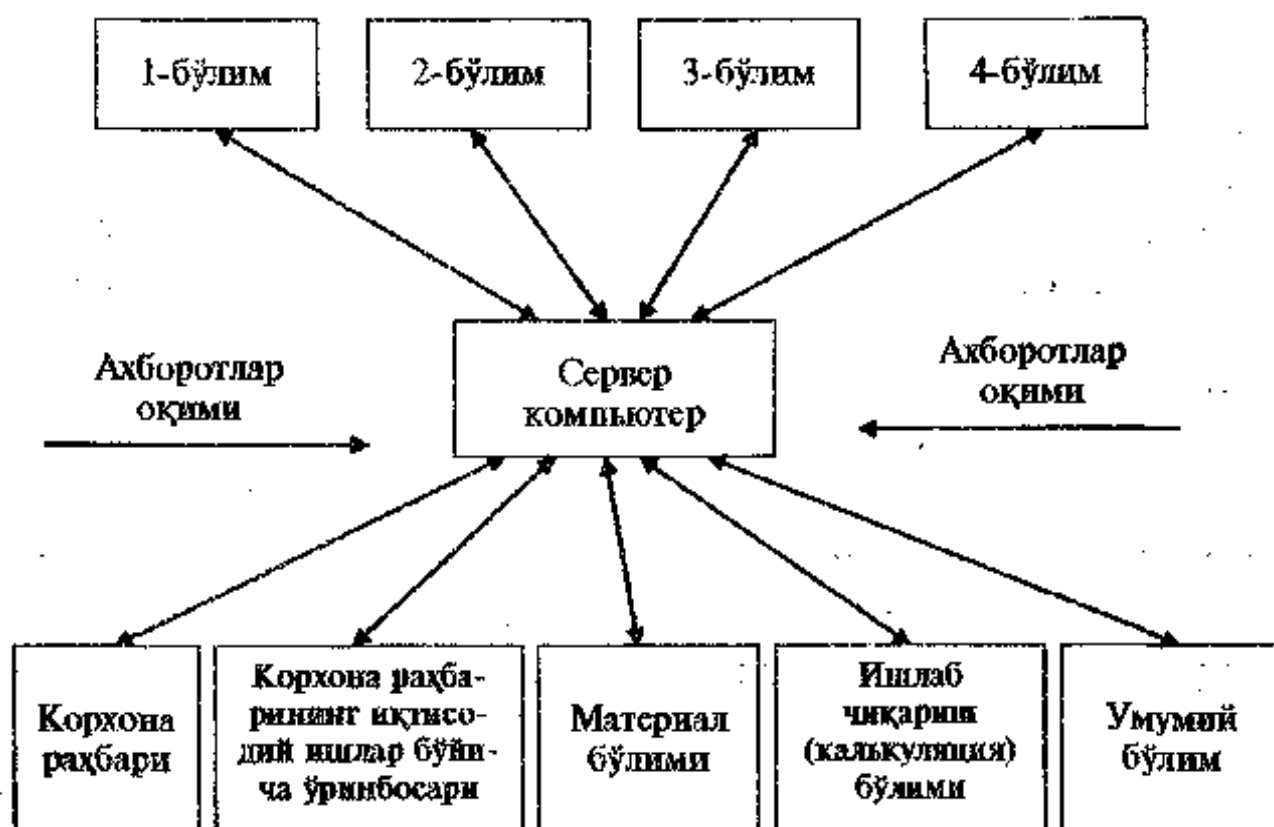 1-бўлим
2-бўлим
3-бўлим
4-бўлим
Ахборотлар
оқими
Сервер
компьютер
Ахборотлар
оқими
Корхона
раҳбари
Корхона раҳба-
рининг иқтисо-
дий ишлар бўйи-
ча ўринбосари
Материал
бўлими
Ишлаб
чиқариш
(калькуляция)
бўлими
Умумий
бўлим